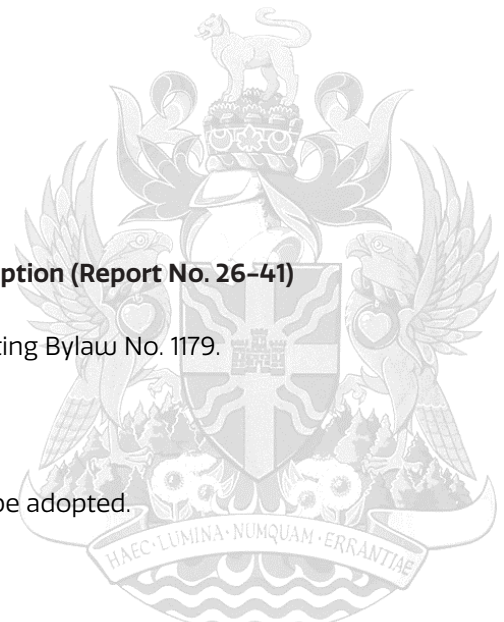 ption (Report No. 26-41)
ting Bylaw No. 1179.
be adopted.
HAEC · LUMINA · NUMQUAM · ERRANTIAE